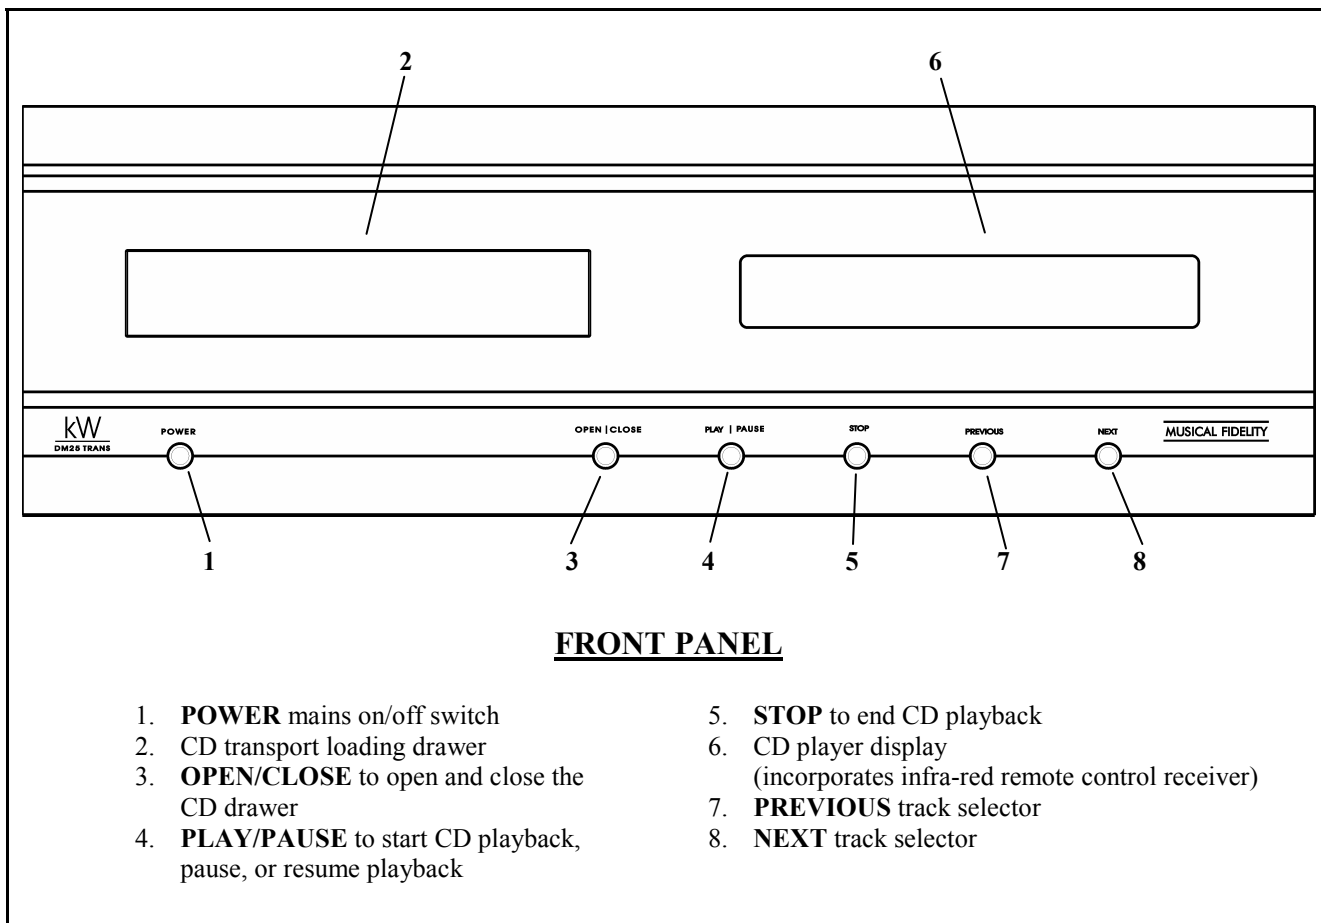 2
6
kW
DM25 TRANS
POWER
OPEN | CLOSE
PLAY | PAUSE
STOP
PREVIOUS
NEXT
MUSICAL FIDELITY
1
3
4
5
7
8
FRONT PANEL
1. POWER mains on/off switch
2. CD transport loading drawer
3. OPEN/CLOSE to open and close the
CD drawer
4. PLAY/PAUSE to start CD playback,
pause, or resume playback
5. STOP to end CD playback
6. CD player display
(incorporates infra-red remote control receiver)
7. PREVIOUS track selector
8. NEXT track selector